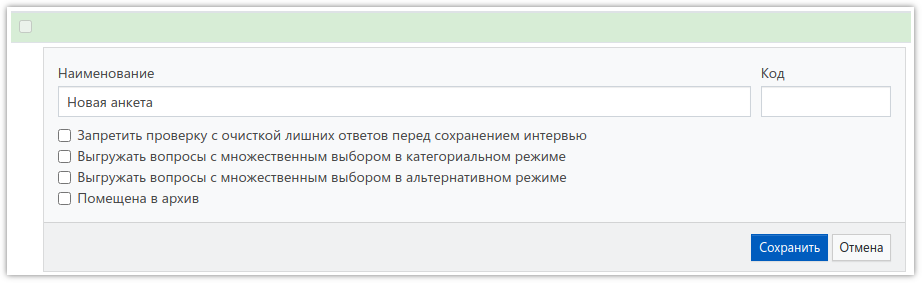 Наименование
Код
Новая анкета
Запретить проверку с очисткой лишних ответов перед сохранением интервью
Выгружать вопросы с множественным выбором в категориальном режиме
Выгружать вопросы с множественным выбором в альтернативном режиме
Помещена в архив
Сохранить
Отмена